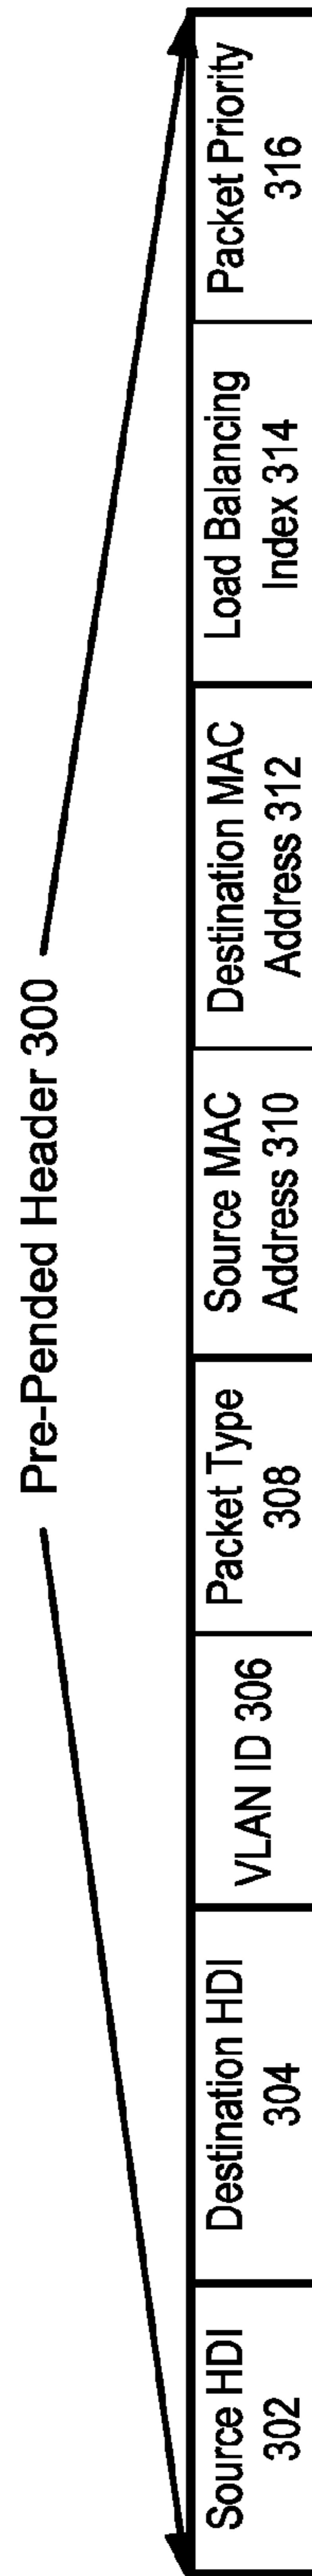 Pre-Pended Header 300
Source HDI
302
Destination HDI
304
VLAN ID 306
Packet Type
308
Source MAC
Address 310
Destination MAC
Address 312
Load Balancing
Index 314
Packet Priority
316